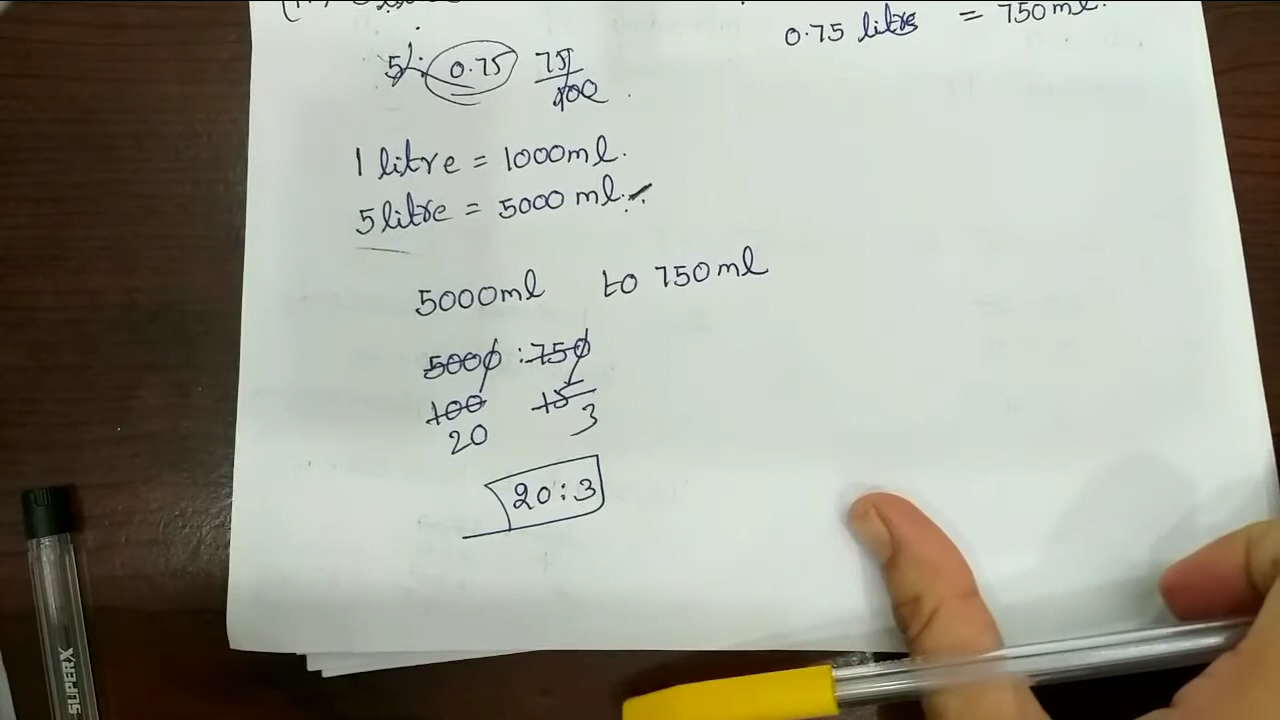 0.75 litre = 750 ml.
5 : 0.75 75/100
1 litre = 1000ml.
5 litre = 5000 ml.
5000ml to 750ml
5000 : 750
100 15
20 3
20 : 3
SUPERX